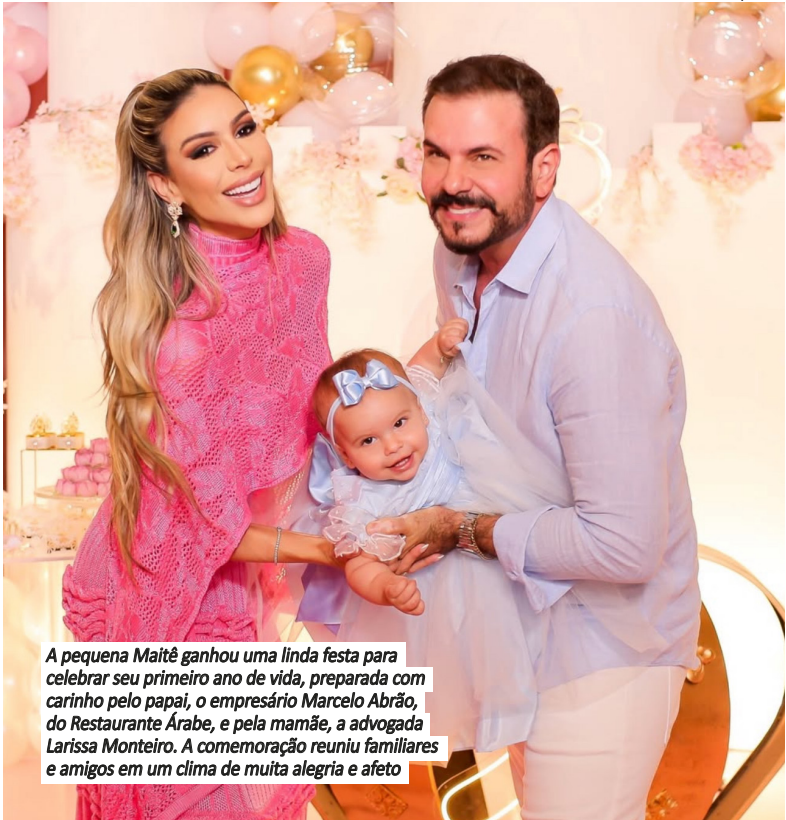 A pequena Maitê ganhou uma linda festa para
celebrar seu primeiro ano de vida, preparada com
carinho pelo papai, o empresário Marcelo Abrão,
do Restaurante Árabe, e pela mamãe, a advogada
Larissa Monteiro. A comemoração reuniu familiares
e amigos em um clima de muita alegria e afeto